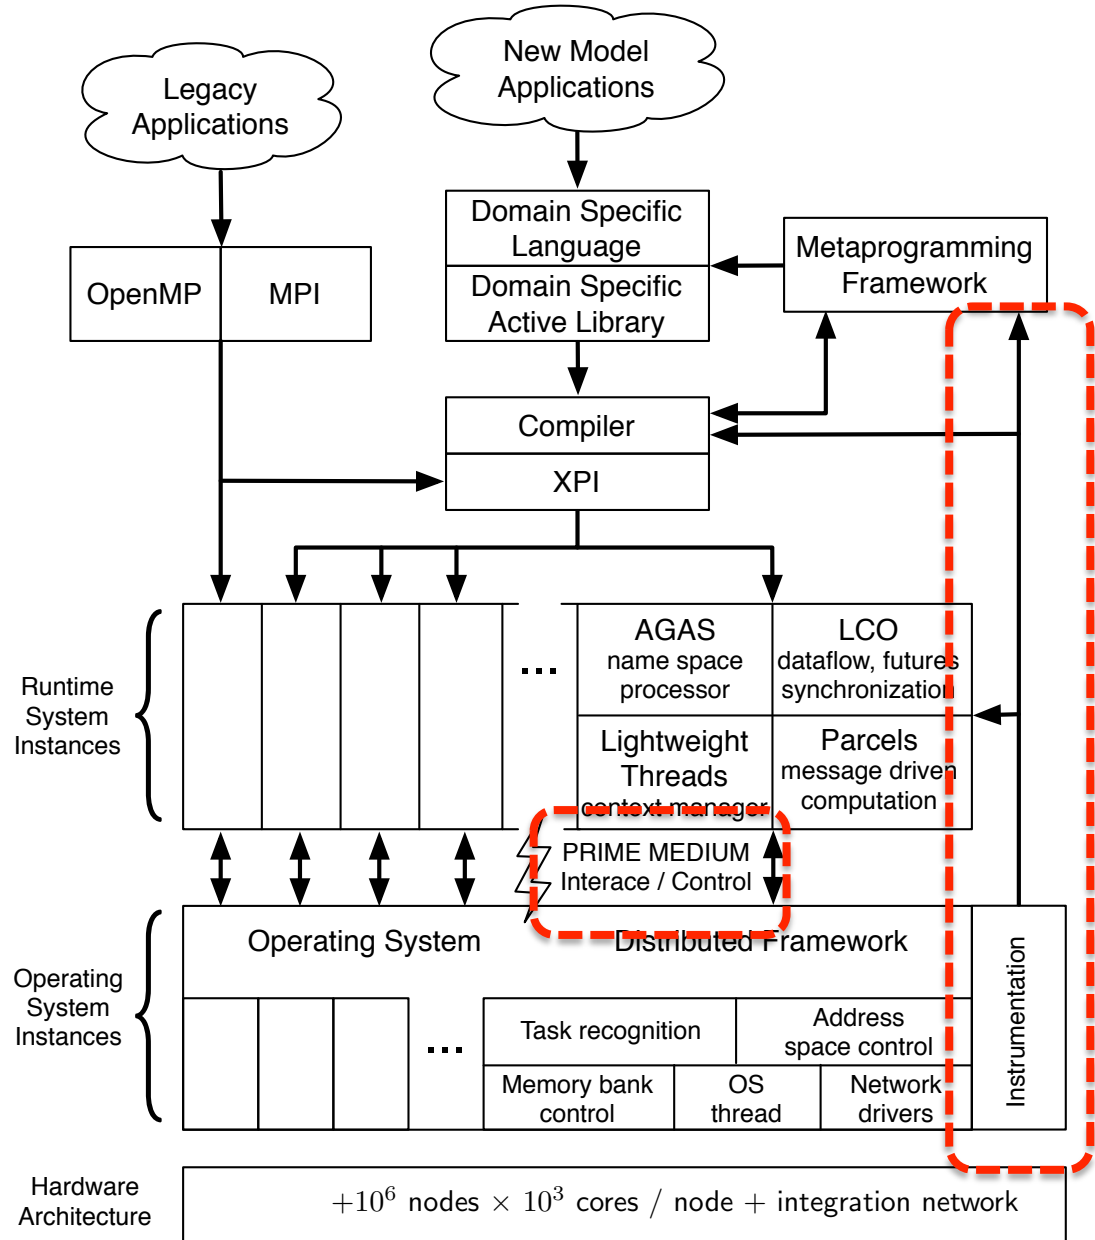 New Model
Applications
Legacy
Applications
Domain Specific
Language
Domain Specific
Active Library
Metaprogramming
Framework
OpenMP
MPI
Compiler
XPI
Runtime
System
Instances
...
AGAS
name space
processor
LCO
dataflow, futures
synchronization
Lightweight
Threads
context manager
Parcels
message driven
computation
PRIME MEDIUM
Interace / Control
Operating
System
Instances
Operating System
Distributed Framework
...
Task recognition
Address
space control
Memory bank
control
OS
thread
Network
drivers
Instrumentation
Hardware
Architecture
+10⁶ nodes × 10³ cores / node + integration network